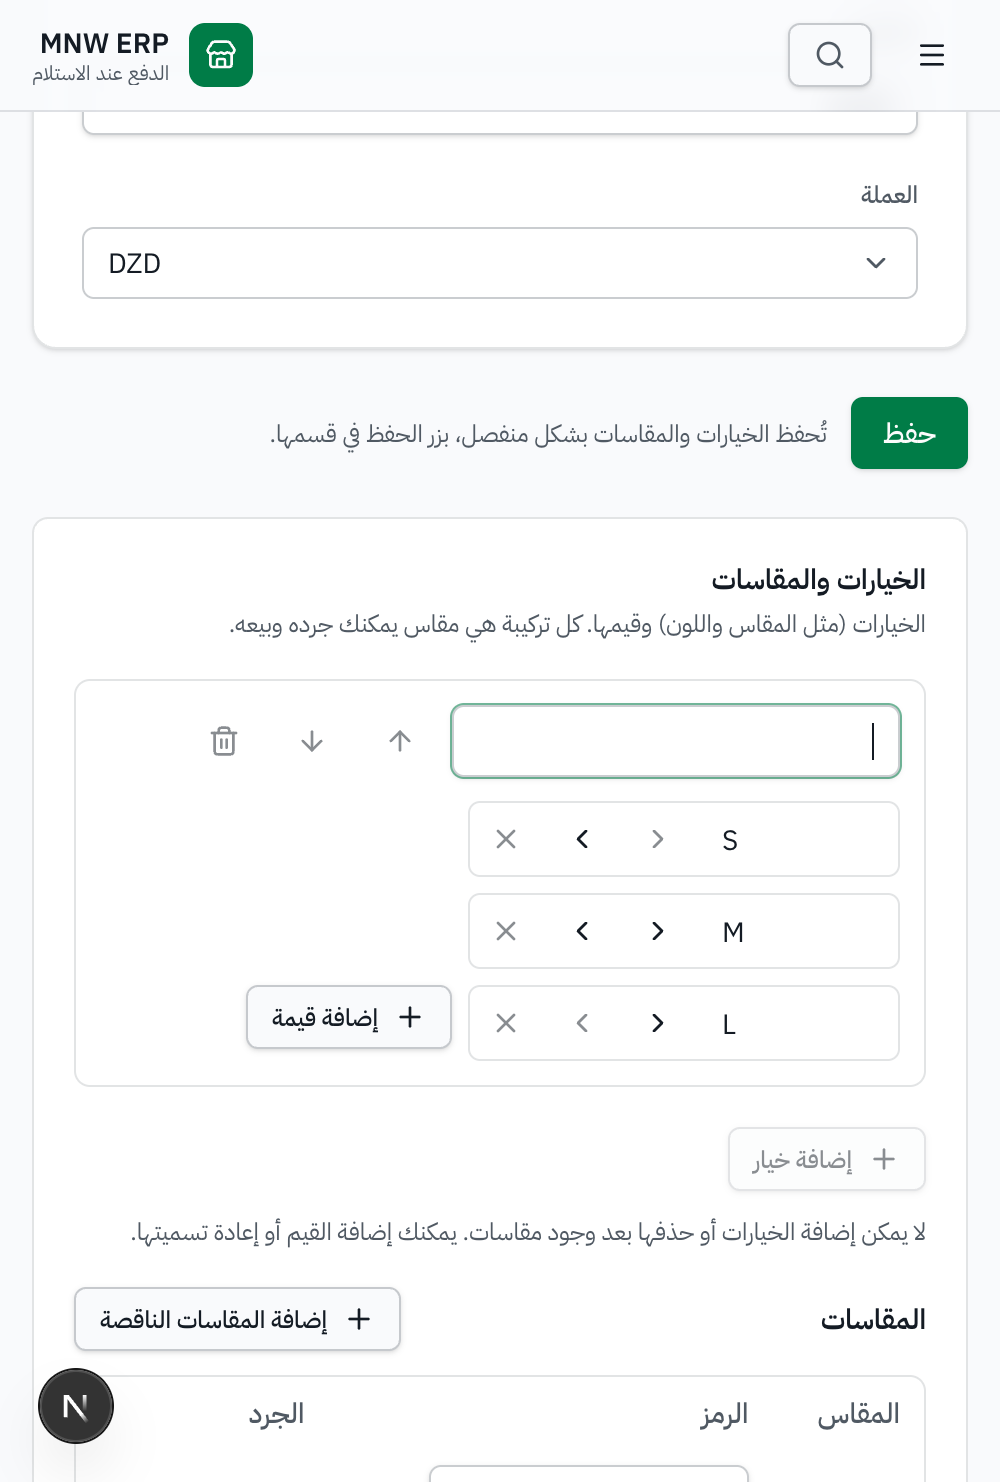 MNW ERP
الدفع عند الاستلام
العملة
DZD
حفظ
تُحفظ الخيارات والمقاسات بشكل منفصل، بزر الحفظ في قسمها.
الخيارات والمقاسات
الخيارات (مثل المقاس واللون) وقيمها. كل تركيبة هي مقاس يمكنك جرده وبيعه.
S
M
L
إضافة قيمة
إضافة خيار
لا يمكن إضافة الخيارات أو حذفها بعد وجود مقاسات. يمكنك إضافة القيم أو إعادة تسميتها.
المقاسات
إضافة المقاسات الناقصة
المقاس الرمز الجرد
N